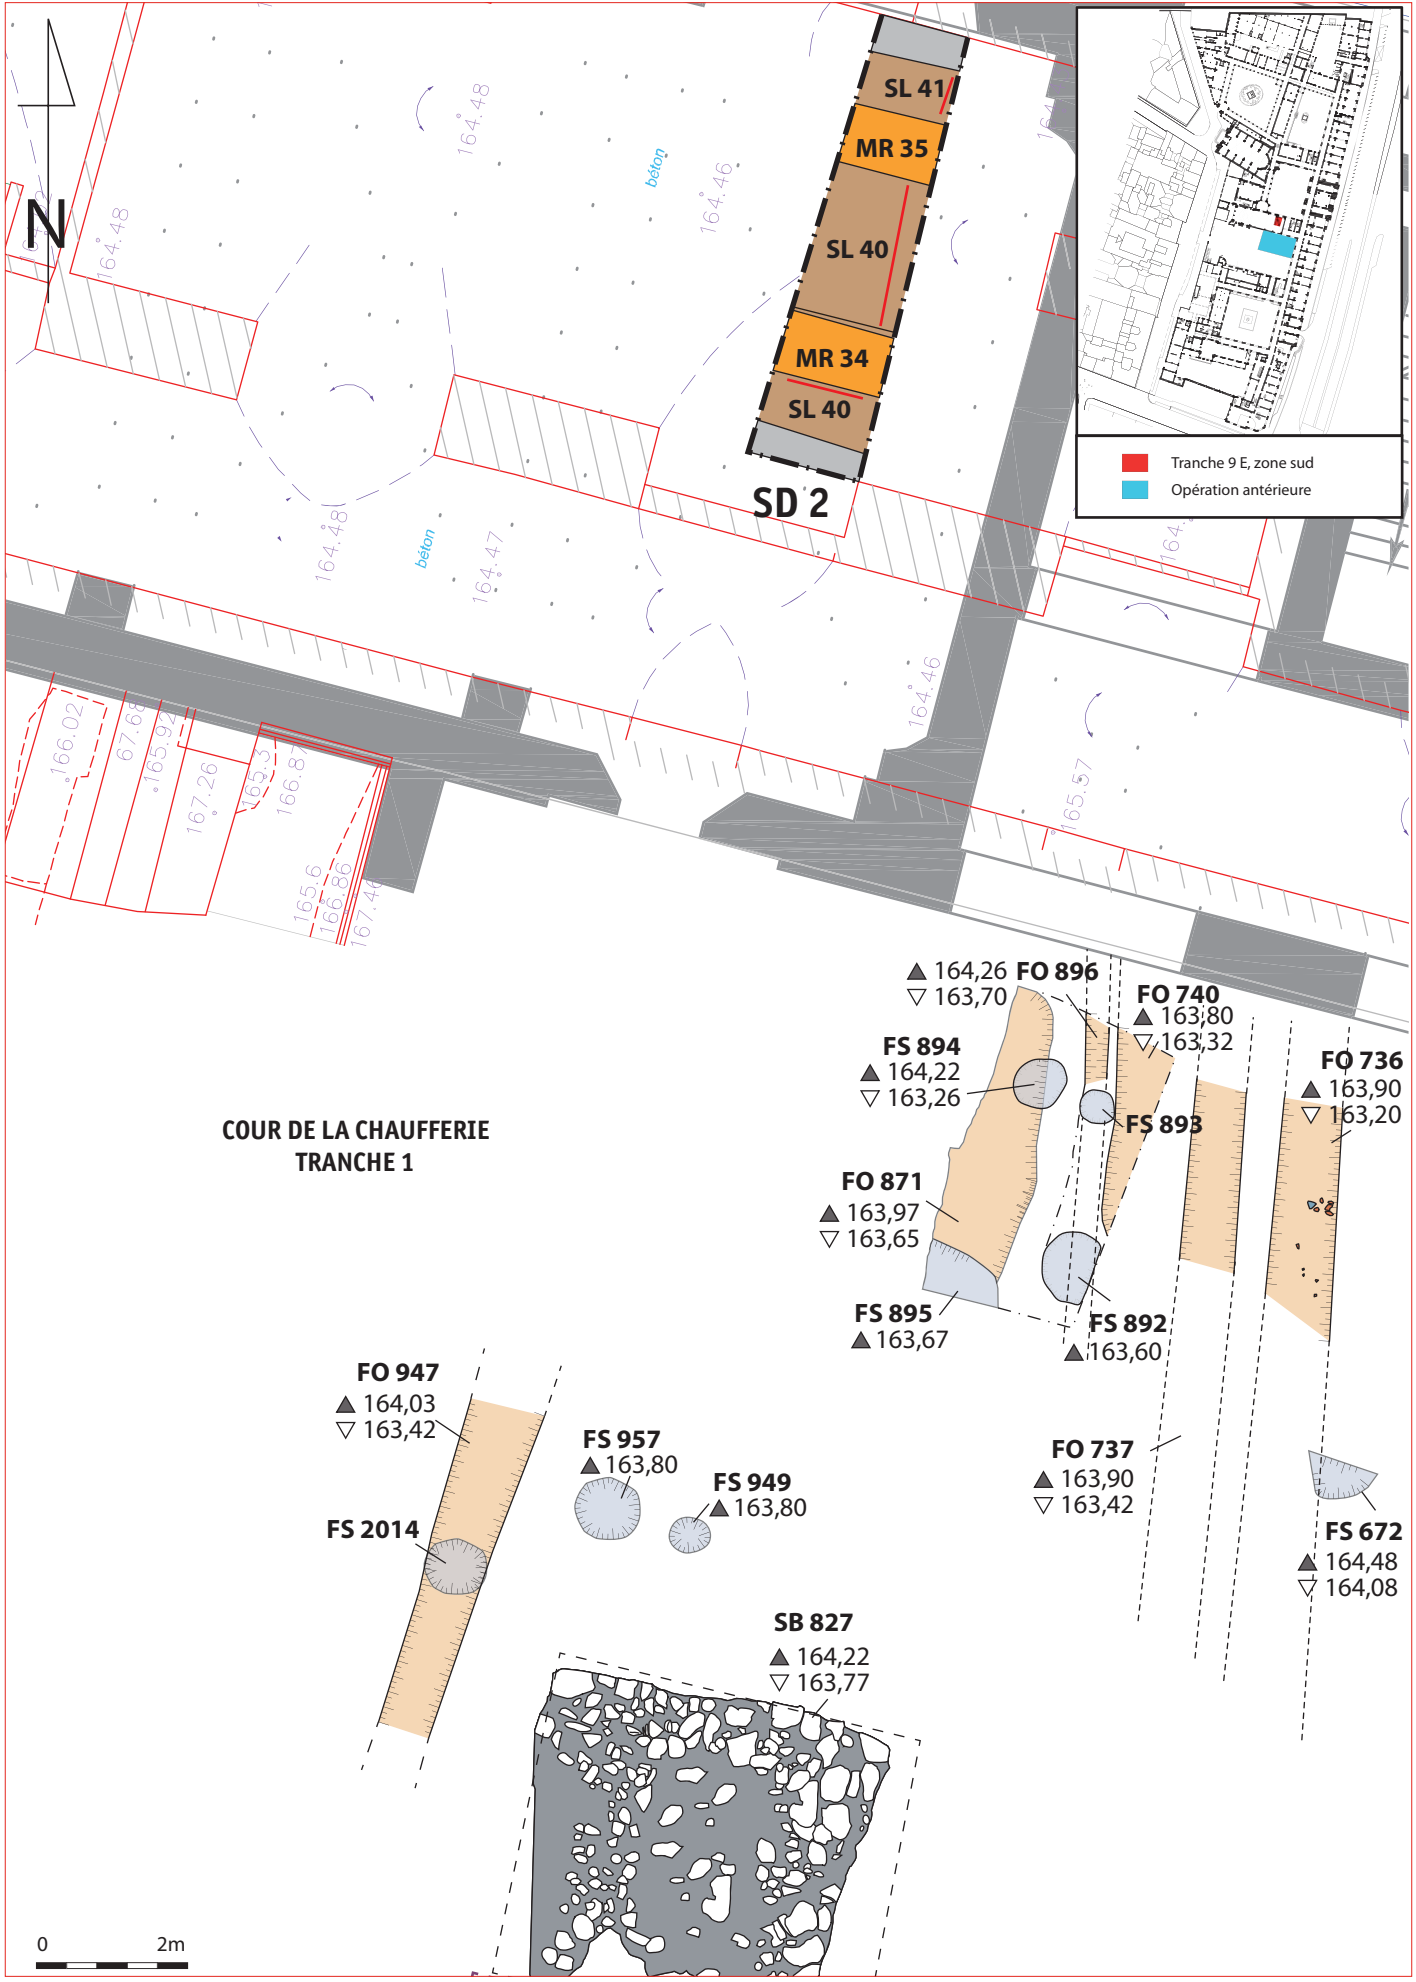 N
164.48
164.48
béton
164.46
SL 41
MR 35
SL 40
MR 34
SL 40
SD 2
Tranche 9 E, zone sud
Opération antérieure
164.48
béton
164.47
164.46
165.57
166.02
67.68
165.92
167.26
165.3
166.87
165.6
166.86
167.46
▲ 164,26 FO 896
▽ 163,70
FO 740
▲ 163,80
▽ 163,32
FS 894
▲ 164,22
▽ 163,26
FO 736
▲ 163,90
▽ 163,20
FS 893
COUR DE LA CHAUFFERIE
TRANCHE 1
FO 871
▲ 163,97
▽ 163,65
FS 895
▲ 163,67
FS 892
▲ 163,60
FO 947
▲ 164,03
▽ 163,42
FS 957
▲ 163,80
FS 949
▲ 163,80
FO 737
▲ 163,90
▽ 163,42
FS 2014
FS 672
▲ 164,48
▽ 164,08
SB 827
▲ 164,22
▽ 163,77
0 2m